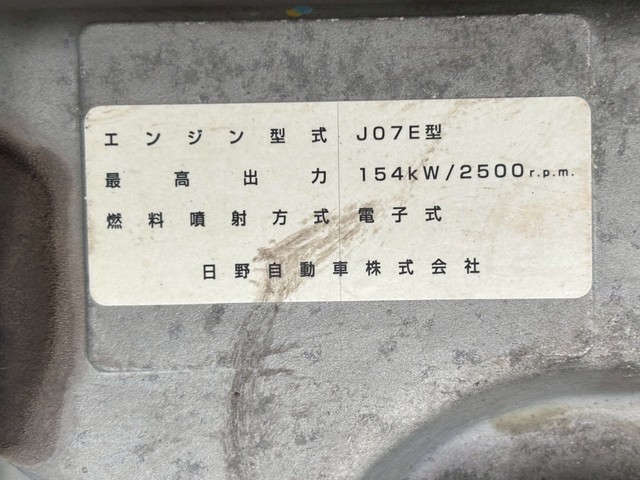 エンジン型式 J07E型
最高出力 154kW/2500r.p.m.
燃料噴射方式 電子式
日野自動車株式会社